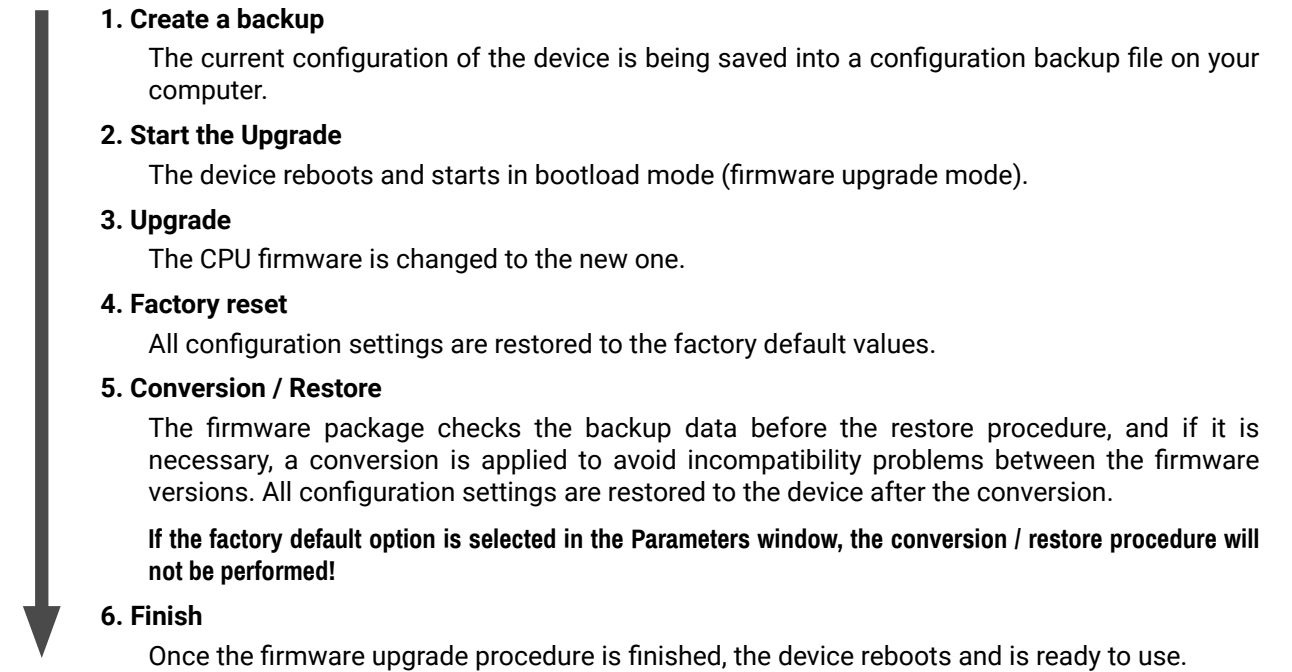 1. Create a backup
The current configuration of the device is being saved into a configuration backup file on your
computer.
2. Start the Upgrade
The device reboots and starts in bootload mode (firmware upgrade mode).
3. Upgrade
The CPU firmware is changed to the new one.
4. Factory reset
All configuration settings are restored to the factory default values.
5. Conversion / Restore
The firmware package checks the backup data before the restore procedure, and if it is
necessary, a conversion is applied to avoid incompatibility problems between the firmware
versions. All configuration settings are restored to the device after the conversion.
If the factory default option is selected in the Parameters window, the conversion / restore procedure will
not be performed!
6. Finish
Once the firmware upgrade procedure is finished, the device reboots and is ready to use.